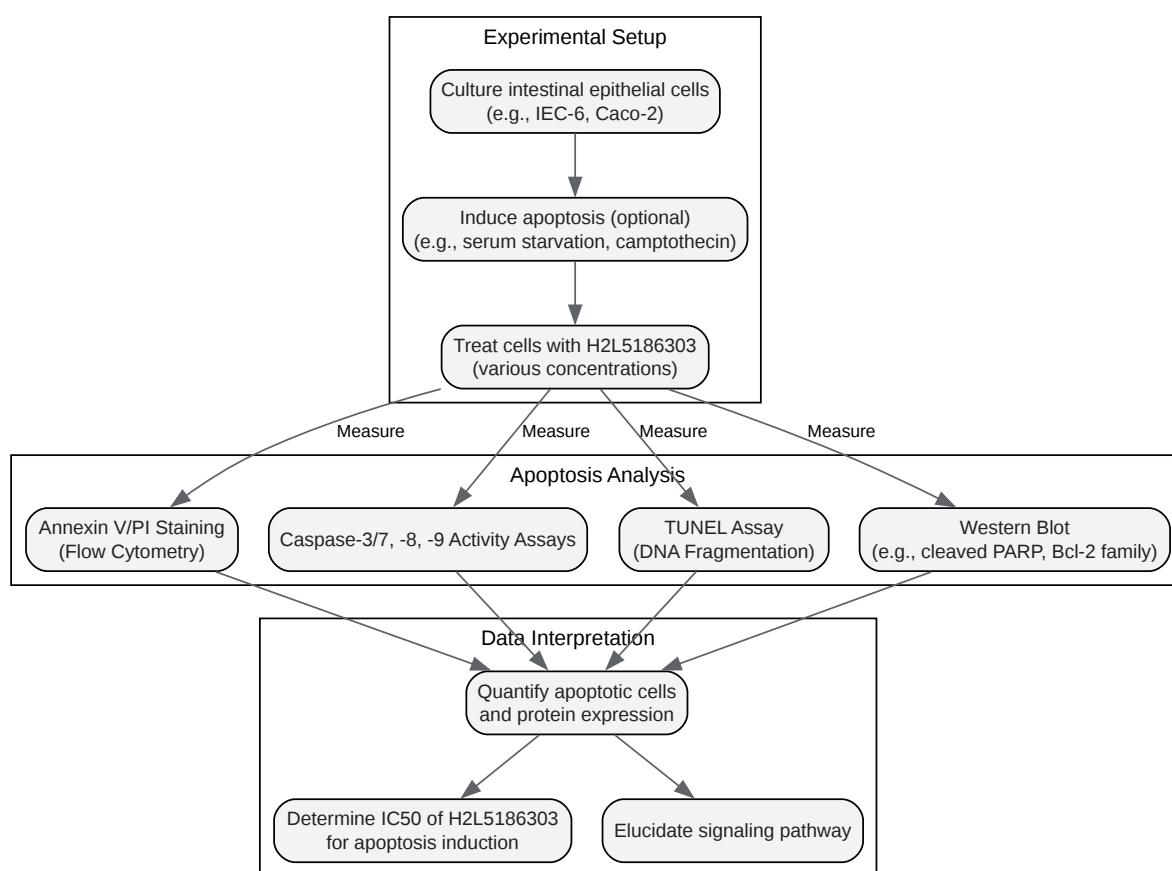 Experimental Setup
Culture intestinal epithelial cells
(e.g., IEC-6, Caco-2)
Induce apoptosis (optional)
(e.g., serum starvation, camptothecin)
Treat cells with H2L5186303
(various concentrations)
Measure
Measure
Measure
Measure
Apoptosis Analysis
Annexin V/PI Staining
(Flow Cytometry)
Caspase-3/7, -8, -9 Activity Assays
TUNEL Assay
(DNA Fragmentation)
Western Blot
(e.g., cleaved PARP, Bcl-2 family)
Data Interpretation
Quantify apoptotic cells
and protein expression
Determine IC50 of H2L5186303
for apoptosis induction
Elucidate signaling pathway